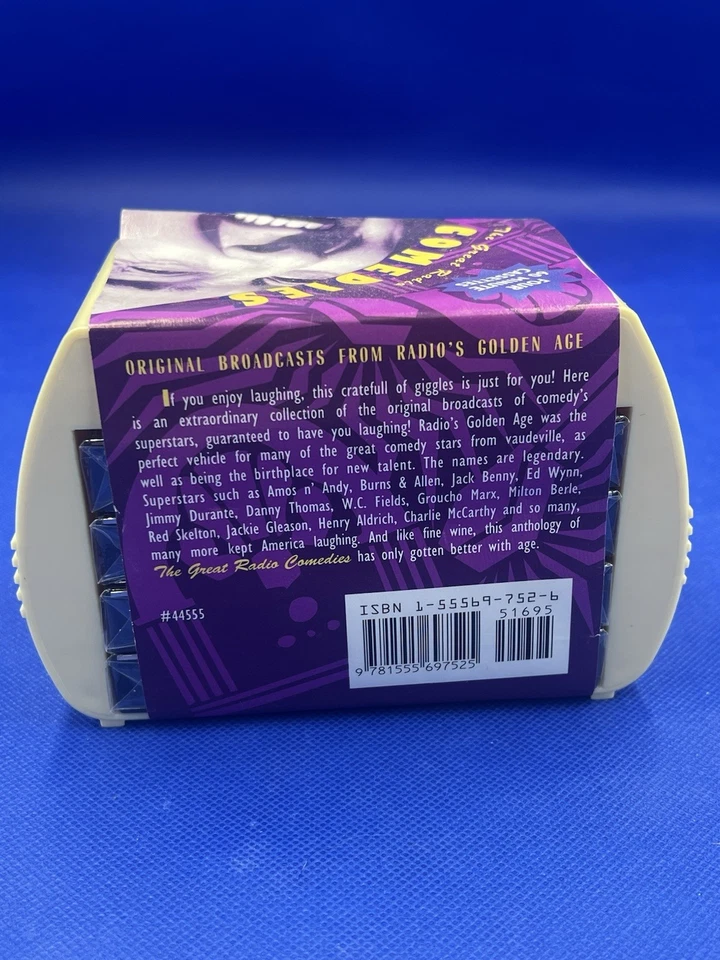 The Great Radio
COMEDIES
FOUR
60 MINUTE
CASSETTES
ORIGINAL BROADCASTS FROM RADIO'S GOLDEN AGE
If you enjoy laughing, this cratefull of giggles is just for you! Here
is an extraordinary collection of the original broadcasts of comedy's
superstars, guaranteed to have you laughing! Radio's Golden Age was the
perfect vehicle for many of the great comedy stars from vaudeville, as
well as being the birthplace for new talent. The names are legendary.
Superstars such as Amos n' Andy, Burns & Allen, Jack Benny, Ed Wynn,
Jimmy Durante, Danny Thomas, W.C. Fields, Groucho Marx, Milton Berle,
Red Skelton, Jackie Gleason, Henry Aldrich, Charlie McCarthy and so many,
many more kept America laughing. And like fine wine, this anthology of
The Great Radio Comedies has only gotten better with age.
#44555
ISBN 1-55569-752-6
51695
9 781555 697525